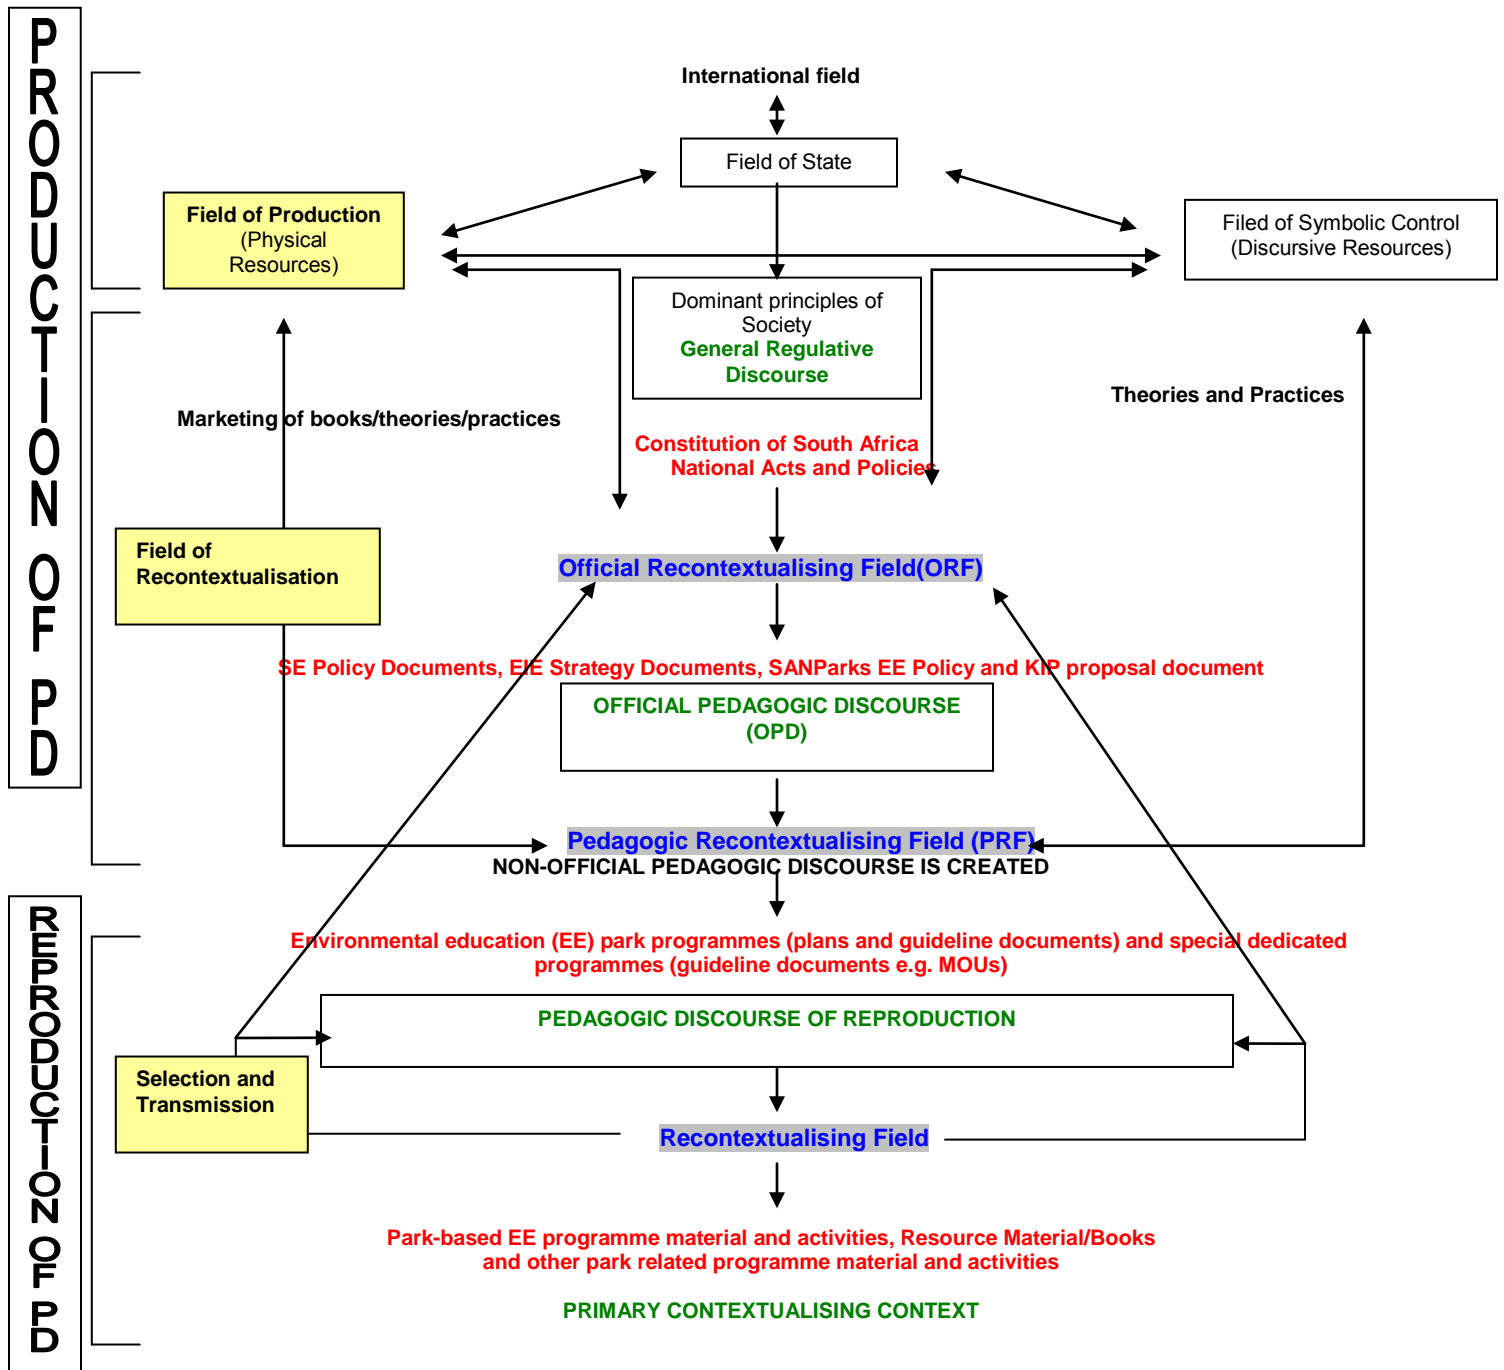 PRODUCTION OF PD
International field
Field of State
Field of Production
(Physical
Resources)
Filed of Symbolic Control
(Discursive Resources)
Dominant principles of
Society
General Regulative
Discourse
Marketing of books/theories/practices
Theories and Practices
Constitution of South Africa
National Acts and Policies
Field of
Recontextualisation
Official Recontextualising Field(ORF)
SE Policy Documents, EIE Strategy Documents, SANParks EE Policy and KIP proposal document
OFFICIAL PEDAGOGIC DISCOURSE
(OPD)
Pedagogic Recontextualising Field (PRF)
NON-OFFICIAL PEDAGOGIC DISCOURSE IS CREATED
REPRODUCTION OF PD
Environmental education (EE) park programmes (plans and guideline documents) and special dedicated
programmes (guideline documents e.g. MOUs)
PEDAGOGIC DISCOURSE OF REPRODUCTION
Selection and
Transmission
Recontextualising Field
Park-based EE programme material and activities, Resource Material/Books
and other park related programme material and activities
PRIMARY CONTEXTUALISING CONTEXT